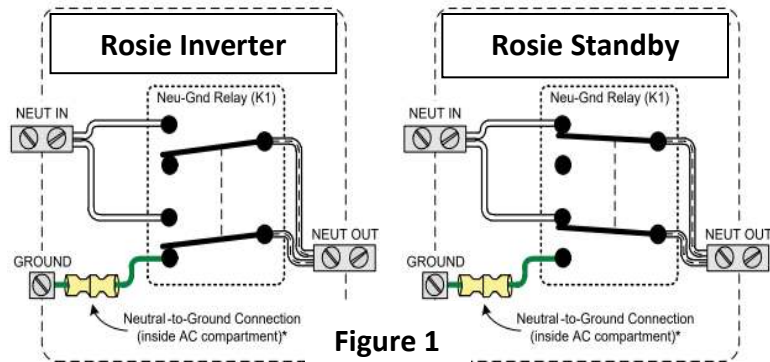 Rosie Inverter
Neu-Gnd Relay (K1)
NEUT IN
NEUT OUT
GROUND
Neutral-to-Ground Connection
(inside AC compartment)*
Rosie Standby
Neu-Gnd Relay (K1)
NEUT IN
NEUT OUT
GROUND
Neutral-to-Ground Connection
(inside AC compartment)*
Figure 1